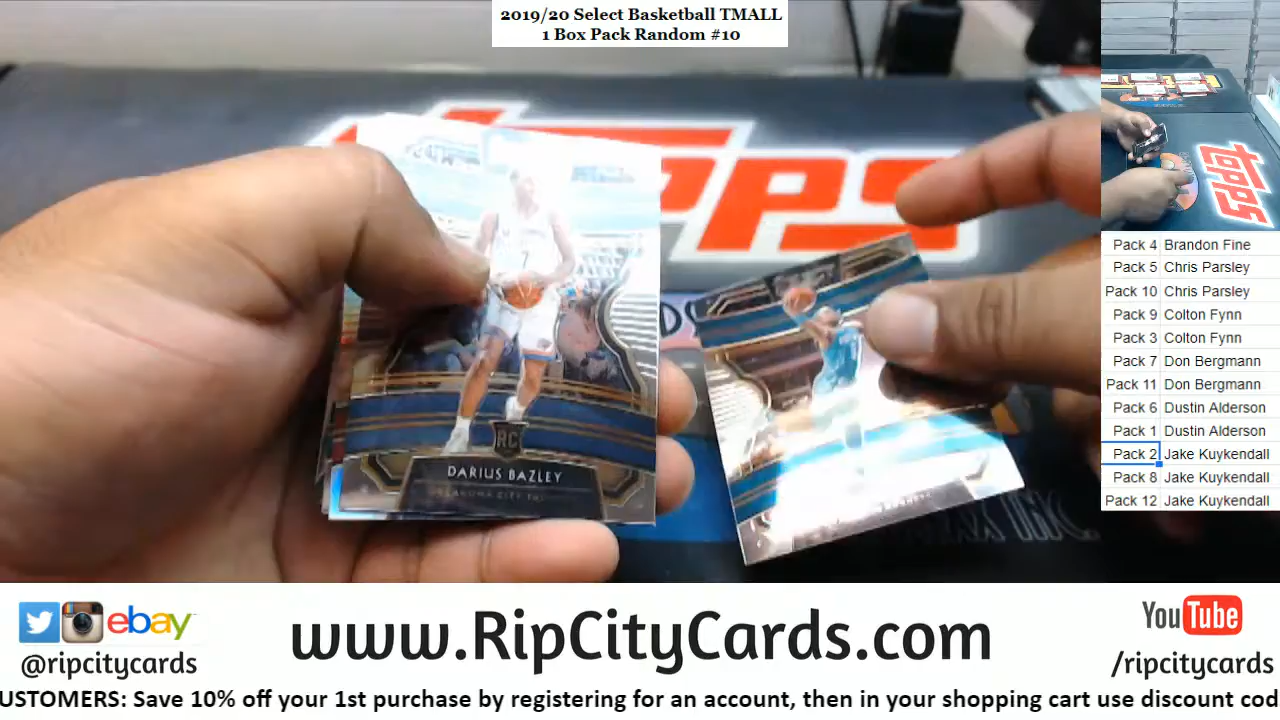 2019/20 Select Basketball TMALL
1 Box Pack Random #10
7
RC
DARIUS BAZLEY
OKLAHOMA CITY
topps
Pack 4 Brandon Fine
Pack 5 Chris Parsley
Pack 10 Chris Parsley
Pack 9 Colton Fynn
Pack 3 Colton Fynn
Pack 7 Don Bergmann
Pack 11 Don Bergmann
Pack 6 Dustin Alderson
Pack 1 Dustin Alderson
Pack 2 Jake Kuykendall
Pack 8 Jake Kuykendall
Pack 12 Jake Kuykendall
ebay
@ripcitycards
www.RipCityCards.com
YouTube
/ripcitycards
USTOMERS: Save 10% off your 1st purchase by registering for an account, then in your shopping cart use discount cod